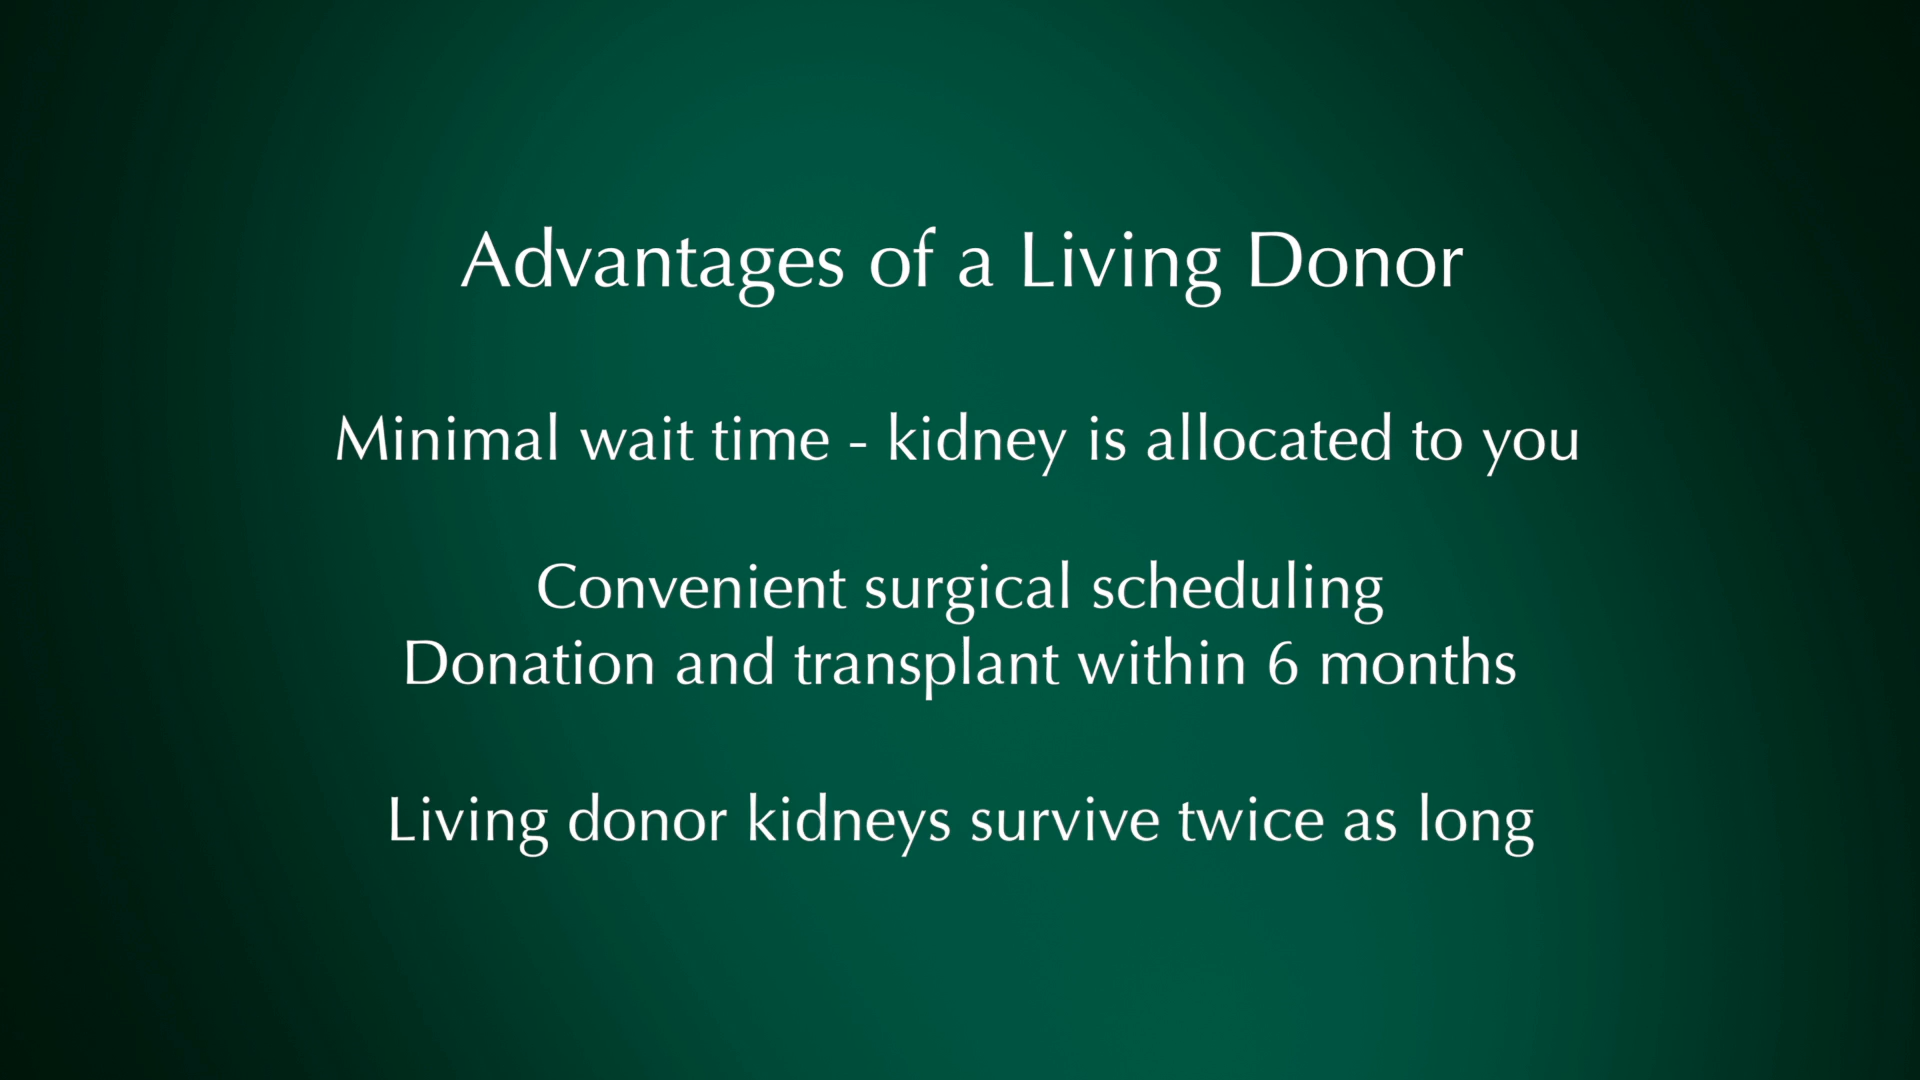 Advantages of a Living Donor
Minimal wait time - kidney is allocated to you
Convenient surgical scheduling
Donation and transplant within 6 months
Living donor kidneys survive twice as long